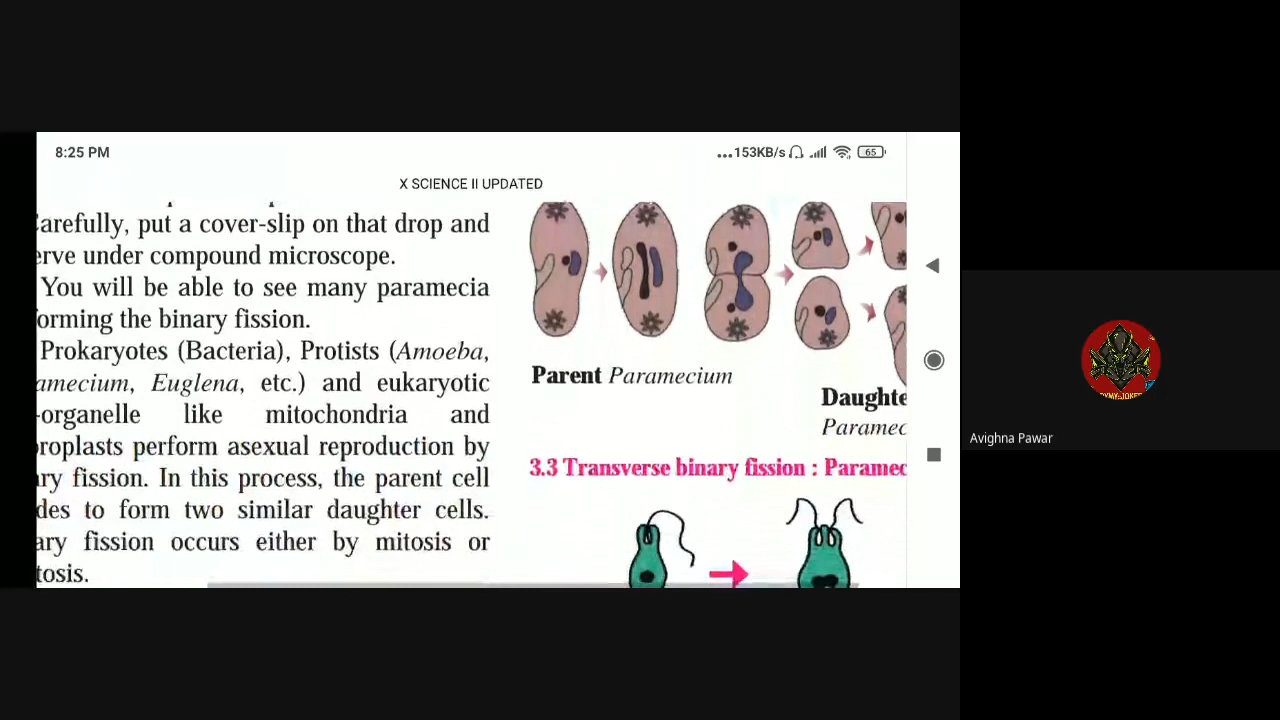 8:25 PM
...153KB/s
65
X SCIENCE II UPDATED
arefully, put a cover-slip on that drop and
erve under compound microscope.
You will be able to see many paramecia
orming the binary fission.
Prokaryotes (Bacteria), Protists (Amoeba,
amecium, Euglena, etc.) and eukaryotic
-organelle like mitochondria and
oroplasts perform asexual reproduction by
ary fission. In this process, the parent cell
des to form two similar daughter cells.
ary fission occurs either by mitosis or
tosis.
Parent Paramecium
Daughte
Paramec
3.3 Transverse binary fission : Paramec
Avighna Pawar